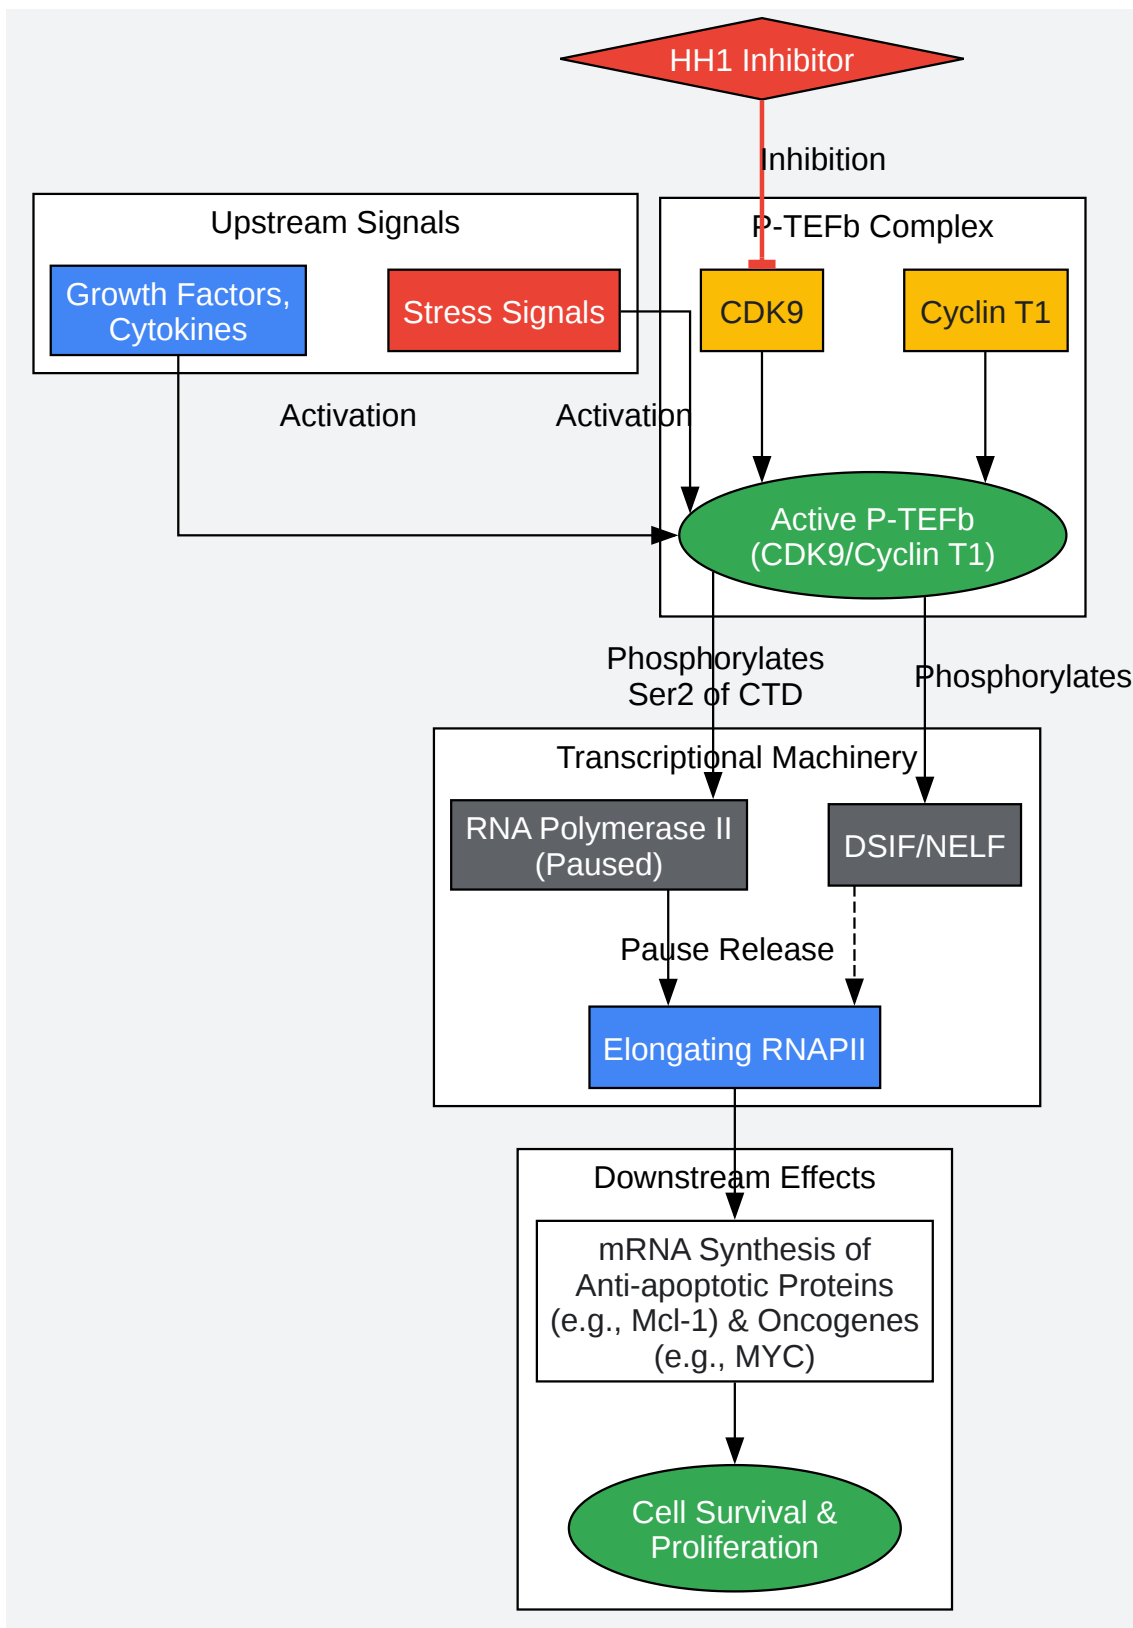 HH1 Inhibitor
Inhibition
Upstream Signals
P-TEFb Complex
Growth Factors,
Cytokines
Stress Signals
CDK9
Cyclin T1
Activation
Activation
Active P-TEFb
(CDK9/Cyclin T1)
Phosphorylates
Ser2 of CTD
Phosphorylates
Transcriptional Machinery
RNA Polymerase II
(Paused)
DSIF/NELF
Pause Release
Elongating RNAPII
Downstream Effects
mRNA Synthesis of
Anti-apoptotic Proteins
(e.g., Mcl-1) & Oncogenes
(e.g., MYC)
Cell Survival &
Proliferation